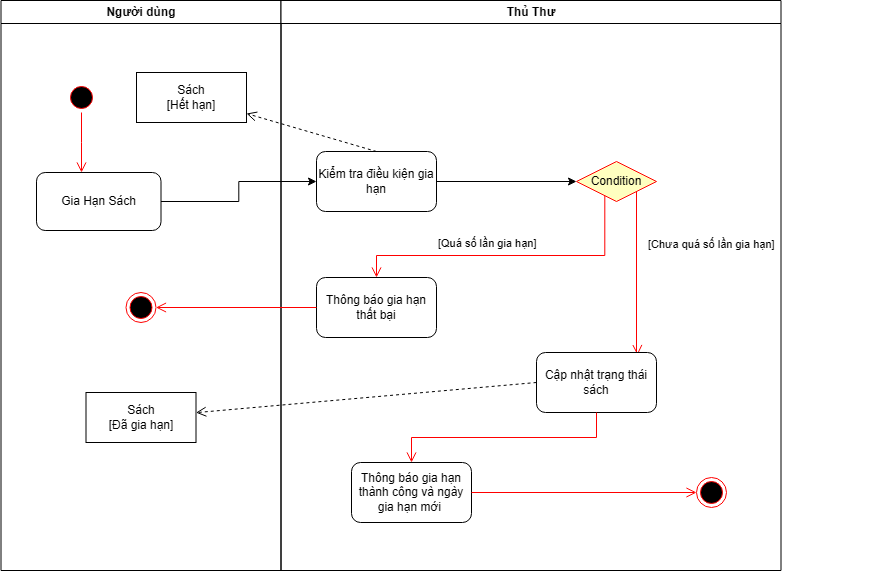 Người dùng
Thủ Thư
Sách
[Hết hạn]
Gia Hạn Sách
Kiểm tra điều kiện gia
hạn
Condition
[Quá số lần gia hạn]
[Chưa quá số lần gia hạn]
Thông báo gia hạn
thất bại
Cập nhật trạng thái
sách
Sách
[Đã gia hạn]
Thông báo gia hạn
thành công và ngày
gia hạn mới